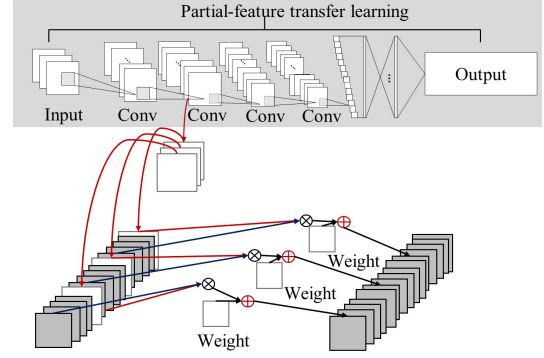 Partial-feature transfer learning
Output
Input
Conv
Conv
Conv
Conv
Weight
Weight
Weight